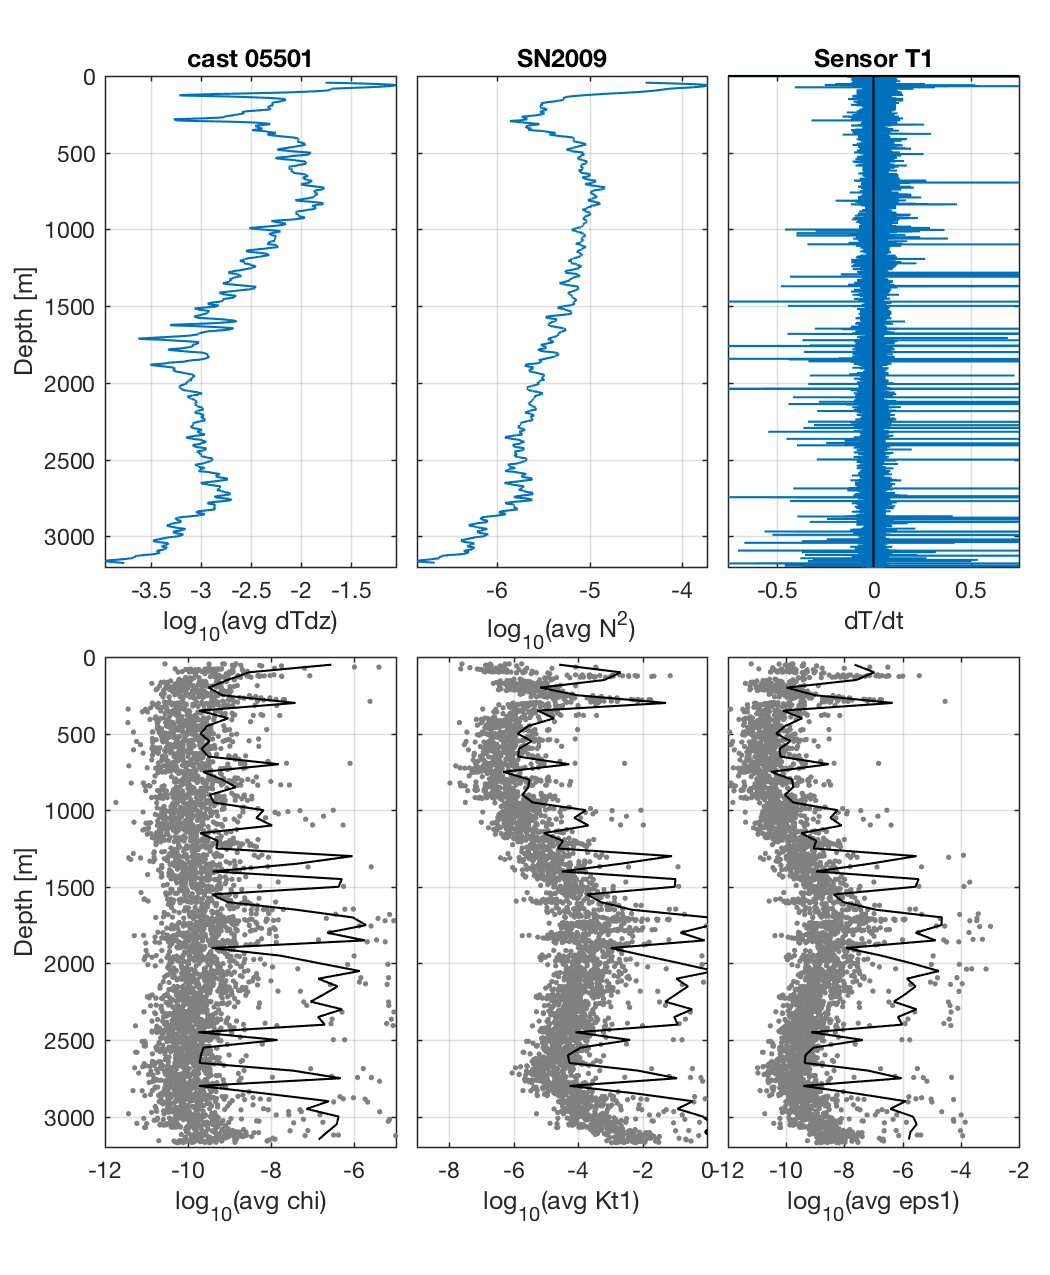 cast 05501 SN2009 Sensor T1
0
500
1000
1500
2000
2500
3000
Depth [m]
-3.5 -3 -2.5 -2 -1.5 -6 -5 -4 -0.5 0 0.5
log10(avg dTdz) log10(avg N2) dT/dt
0
500
1000
1500
2000
2500
3000
Depth [m]
-12 -10 -8 -6 -8 -6 -4 -2 0 -12 -10 -8 -6 -4 -2
log10(avg chi) log10(avg Kt1) log10(avg eps1)